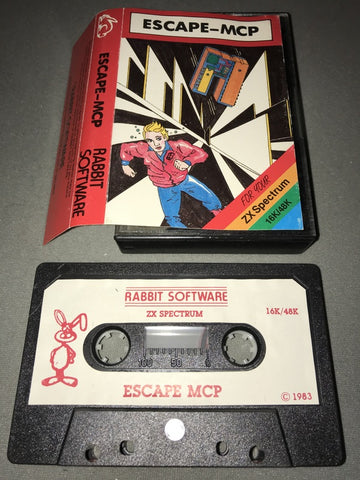 ESCAPE-MCP
ESCAPE-MCP
RABBIT
SOFTWARE
FOR YOUR
ZX Spectrum
16K/48K
RABBIT SOFTWARE
ZX SPECTRUM
16K/48K
100 50 0
ESCAPE MCP
© 1983